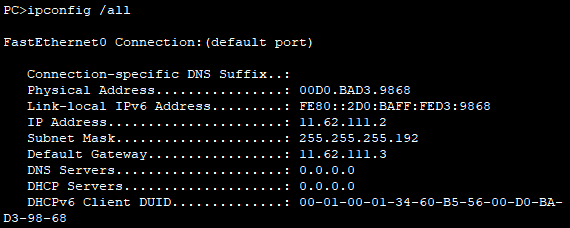 PC>ipconfig /all
FastEthernet0 Connection:(default port)
Connection-specific DNS Suffix..:
Physical Address................: 00D0.BAD3.9868
Link-local IPv6 Address.........: FE80::2D0:BAFF:FED3:9868
IP Address......................: 11.62.111.2
Subnet Mask.....................: 255.255.255.192
Default Gateway.................: 11.62.111.3
DNS Servers.....................: 0.0.0.0
DHCP Servers....................: 0.0.0.0
DHCPv6 Client DUID..............: 00-01-00-01-34-60-B5-56-00-D0-BA-
D3-98-68